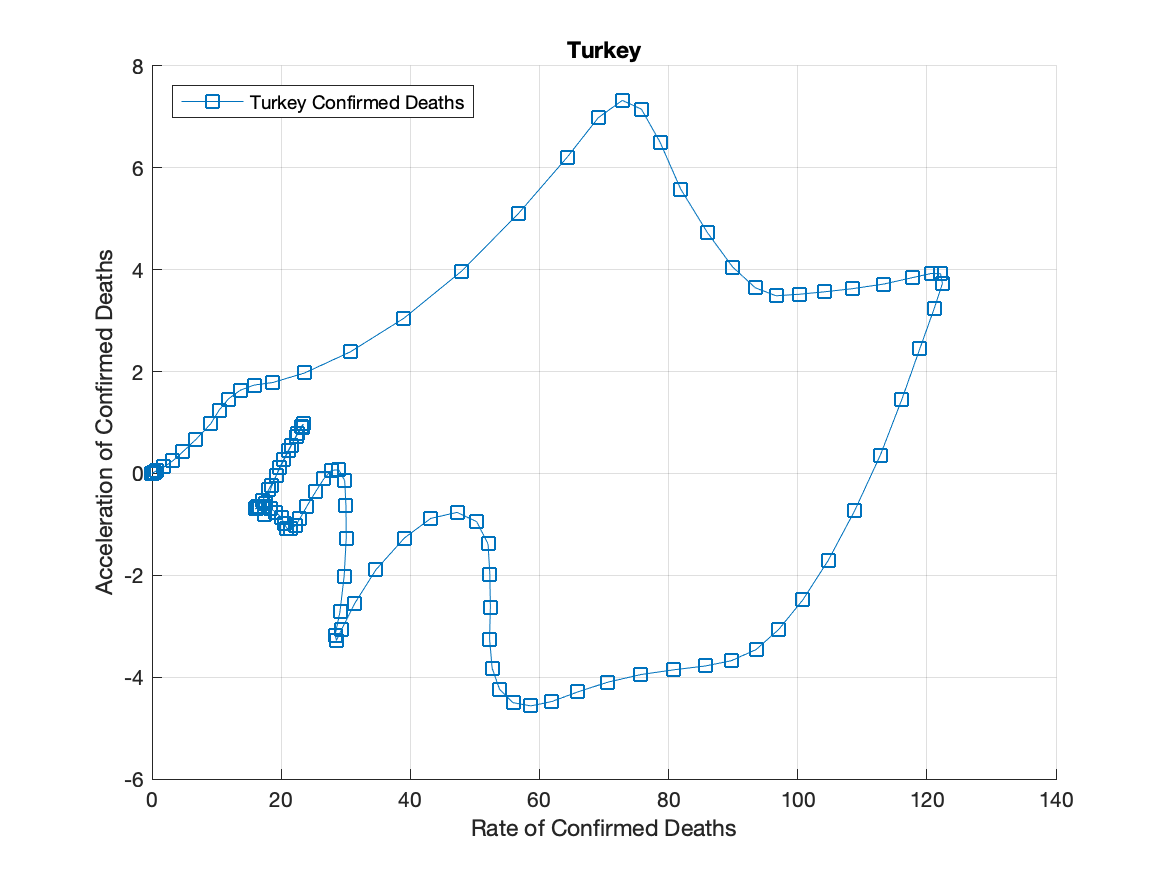 Turkey
Turkey Confirmed Deaths
8
6
4
2
0
-2
-4
-6
Acceleration of Confirmed Deaths
0 20 40 60 80 100 120 140
Rate of Confirmed Deaths